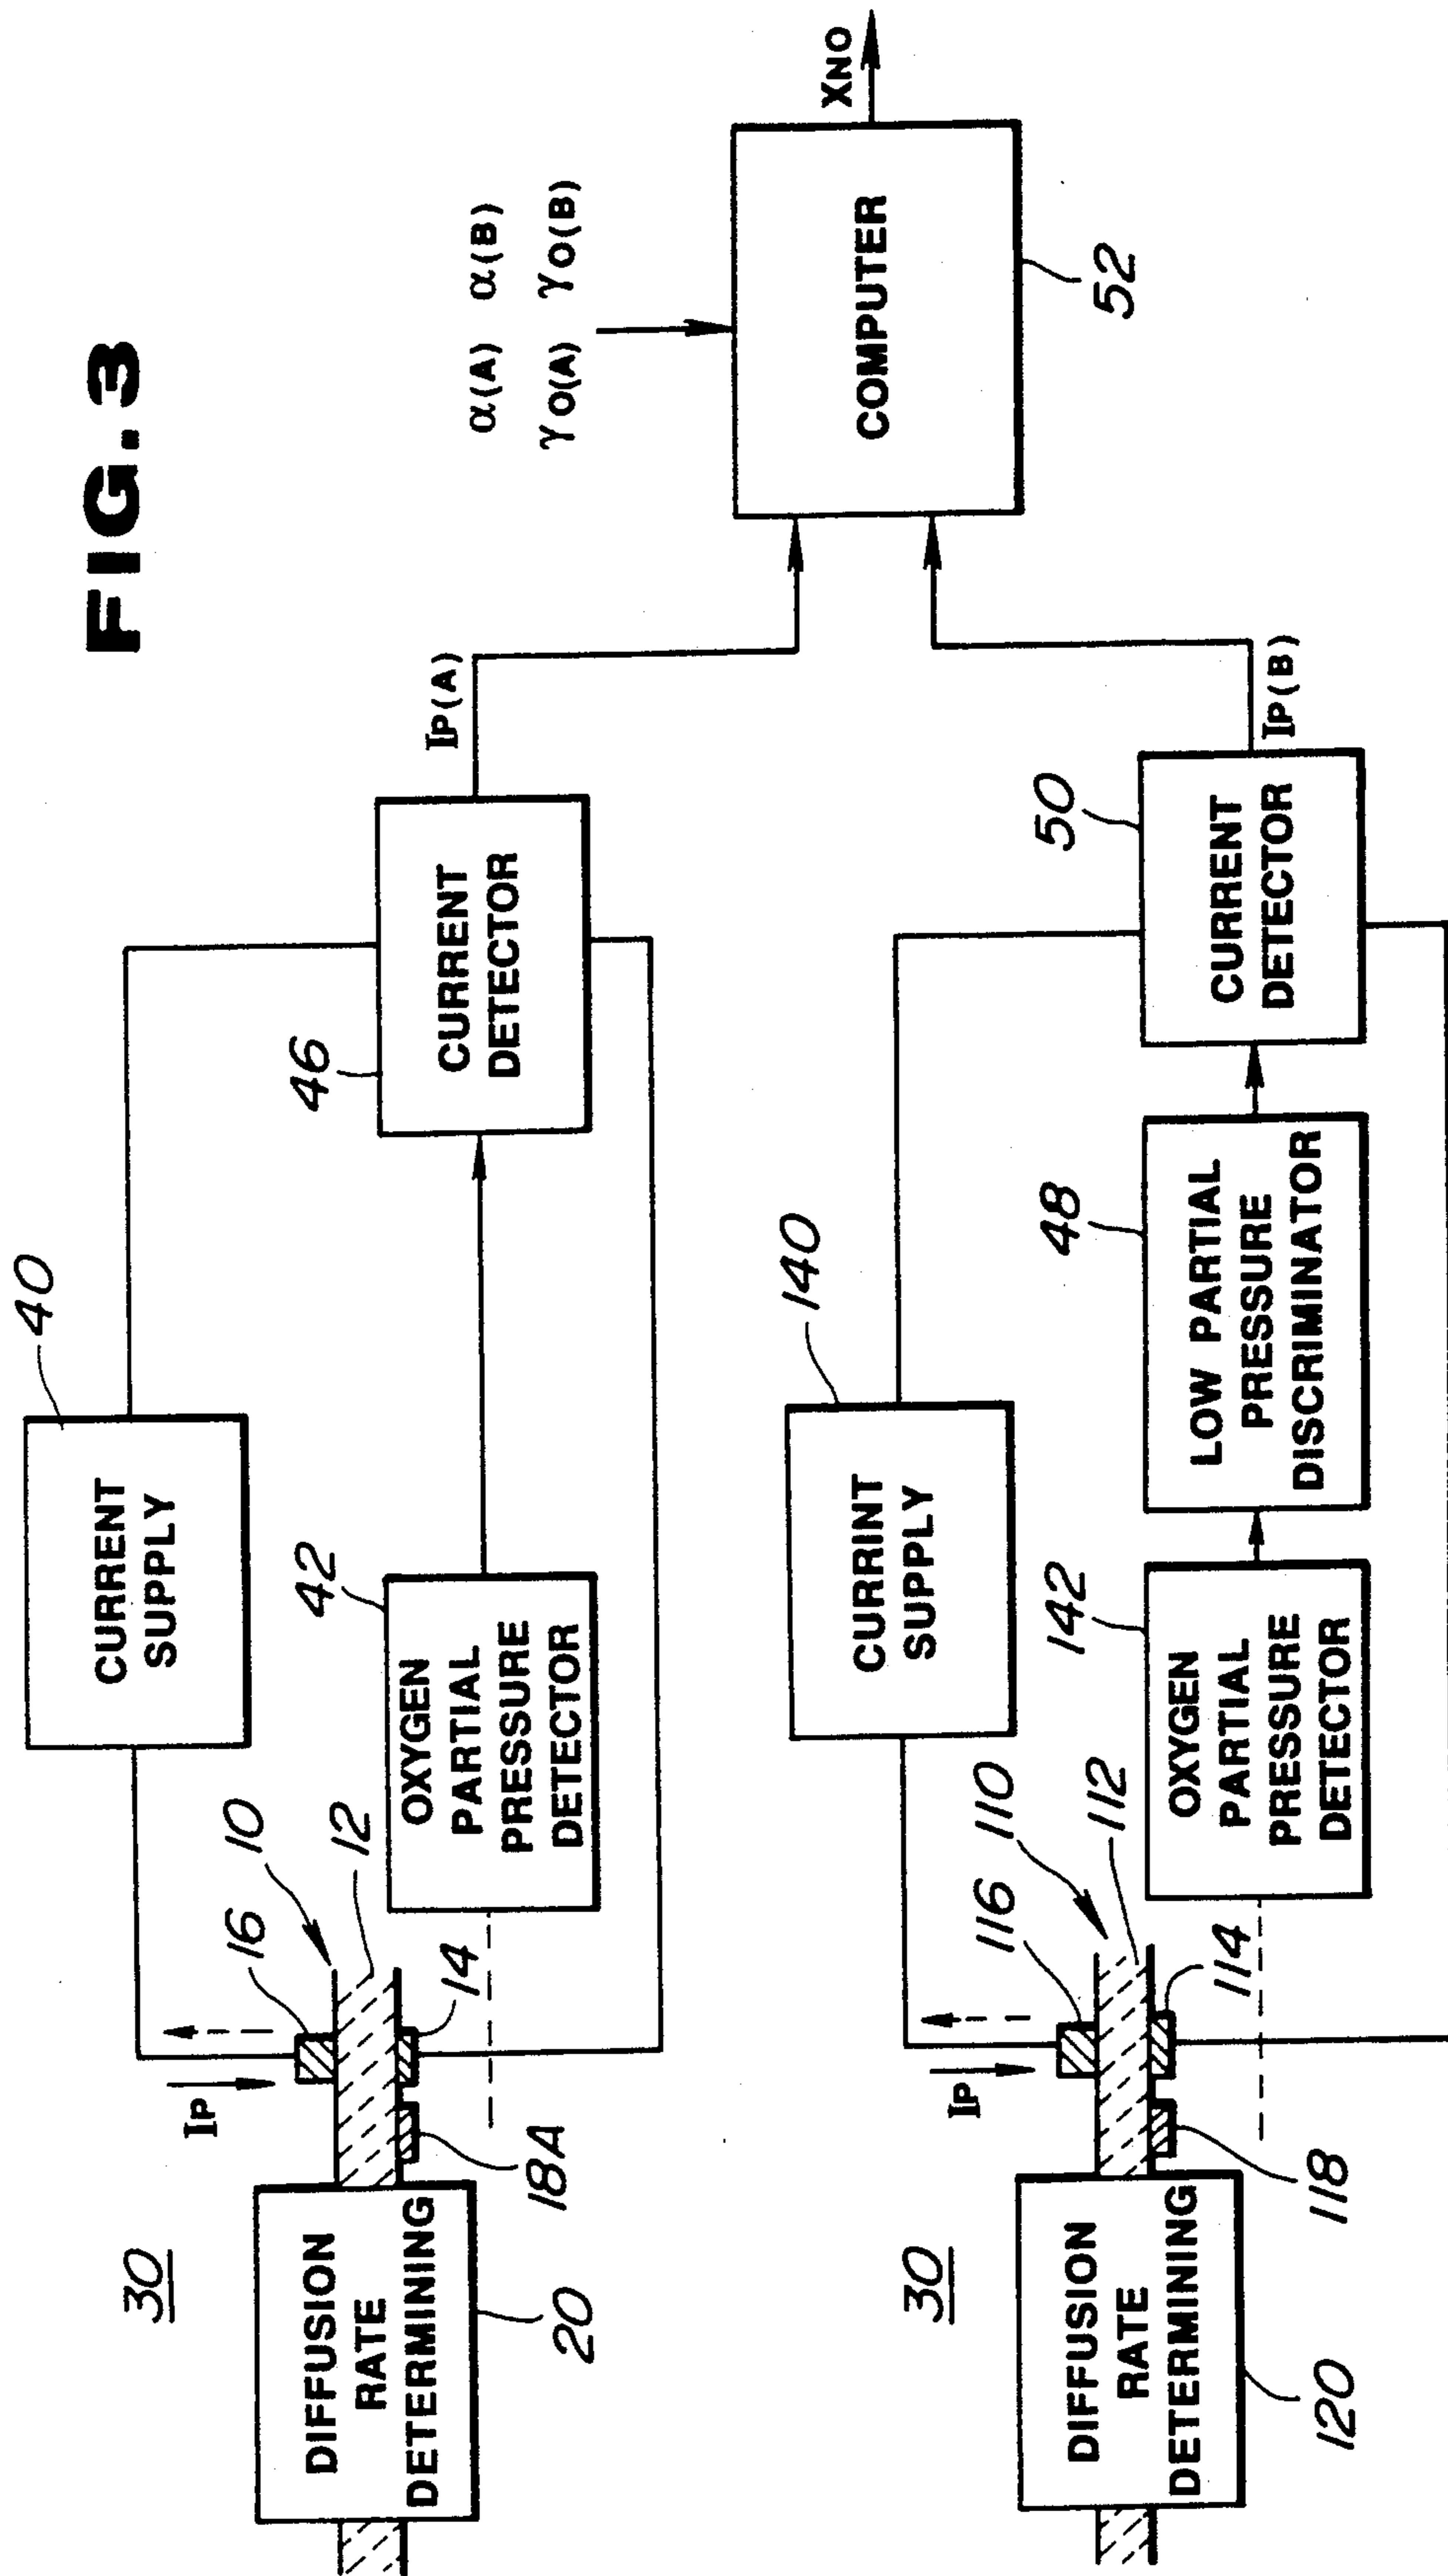 FIG.3
30
DIFFUSION
RATE
DETERMINING
20
IP
16
10
12
14
18A
CURRENT
SUPPLY
40
OXYGEN
PARTIAL
PRESSURE
DETECTOR
42
CURRENT
DETECTOR
46
IP(A)
α(A) α(B)
γO(A) γO(B)
COMPUTER
52
XNO
30
DIFFUSION
RATE
DETERMINING
120
IP
116
110
112
114
118
CURRINT
SUPPLY
140
OXYGEN
PARTIAL
PRESSURE
DETECTOR
142
LOW PARTIAL
PRESSURE
DISCRIMINATOR
48
CURRENT
DETECTOR
50
IP(B)